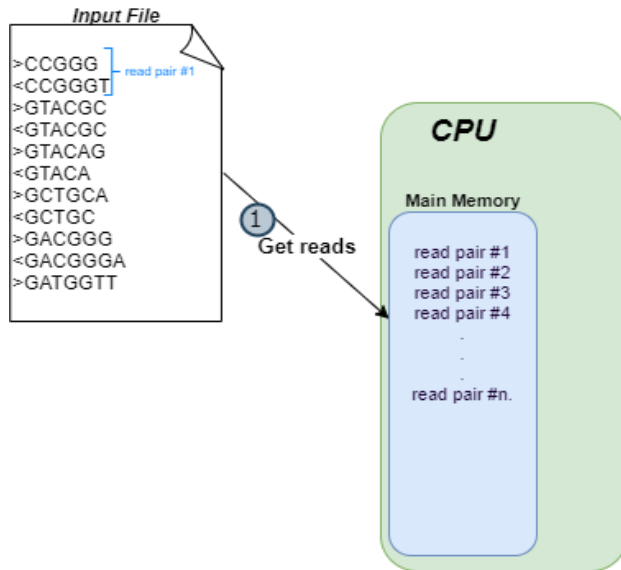 Input File
>CCGGG
<CCGGGT
read pair #1
>GTACGC
<GTACGC
>GTACAG
<GTACA
>GCTGCA
<GCTGC
>GACGGG
<GACGGGA
>GATGGTT
1
Get reads
CPU
Main Memory
read pair #1
read pair #2
read pair #3
read pair #4
.
.
.
read pair #n.